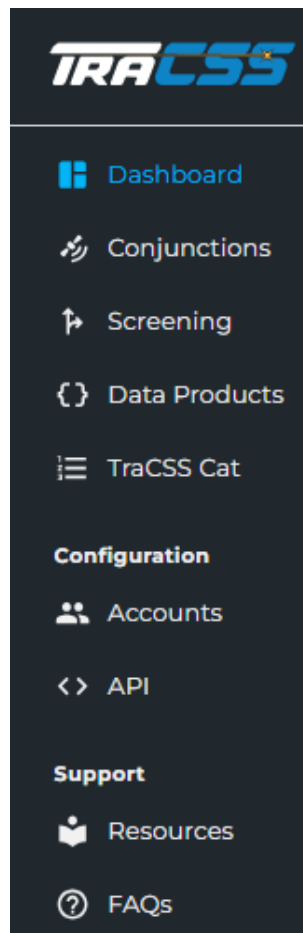 TRACSS
Dashboard
Conjunctions
Screening
Data Products
TraCSS Cat
Configuration
Accounts
API
Support
Resources
FAQs